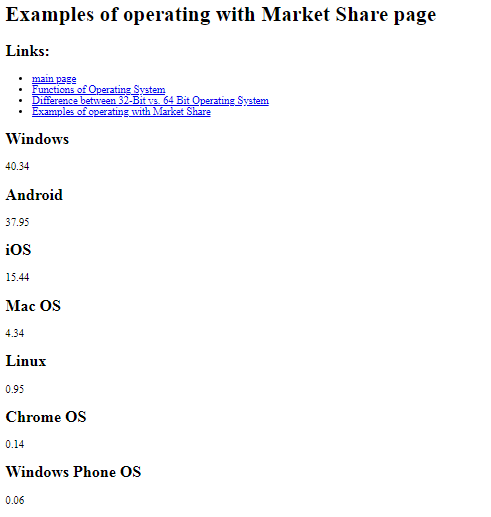 Examples of operating with Market Share page
Links:
main page
Functions of Operating System
Difference between 32-Bit vs. 64 Bit Operating System
Examples of operating with Market Share
Windows
40.34
Android
37.95
iOS
15.44
Mac OS
4.34
Linux
0.95
Chrome OS
0.14
Windows Phone OS
0.06